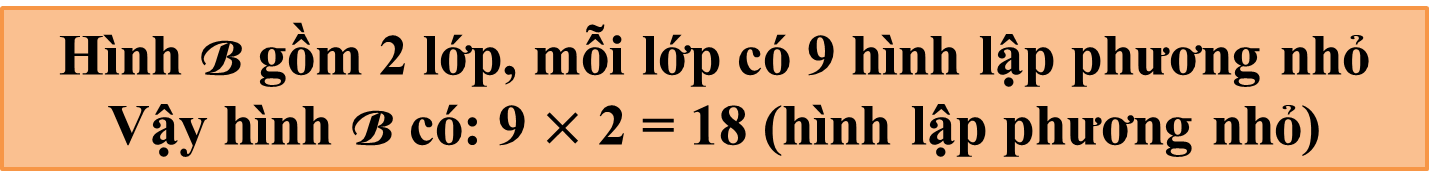 Hình ℬ gồm 2 lớp, mỗi lớp có 9 hình lập phương nhỏ
Vậy hình ℬ có: 9 × 2 = 18 (hình lập phương nhỏ)